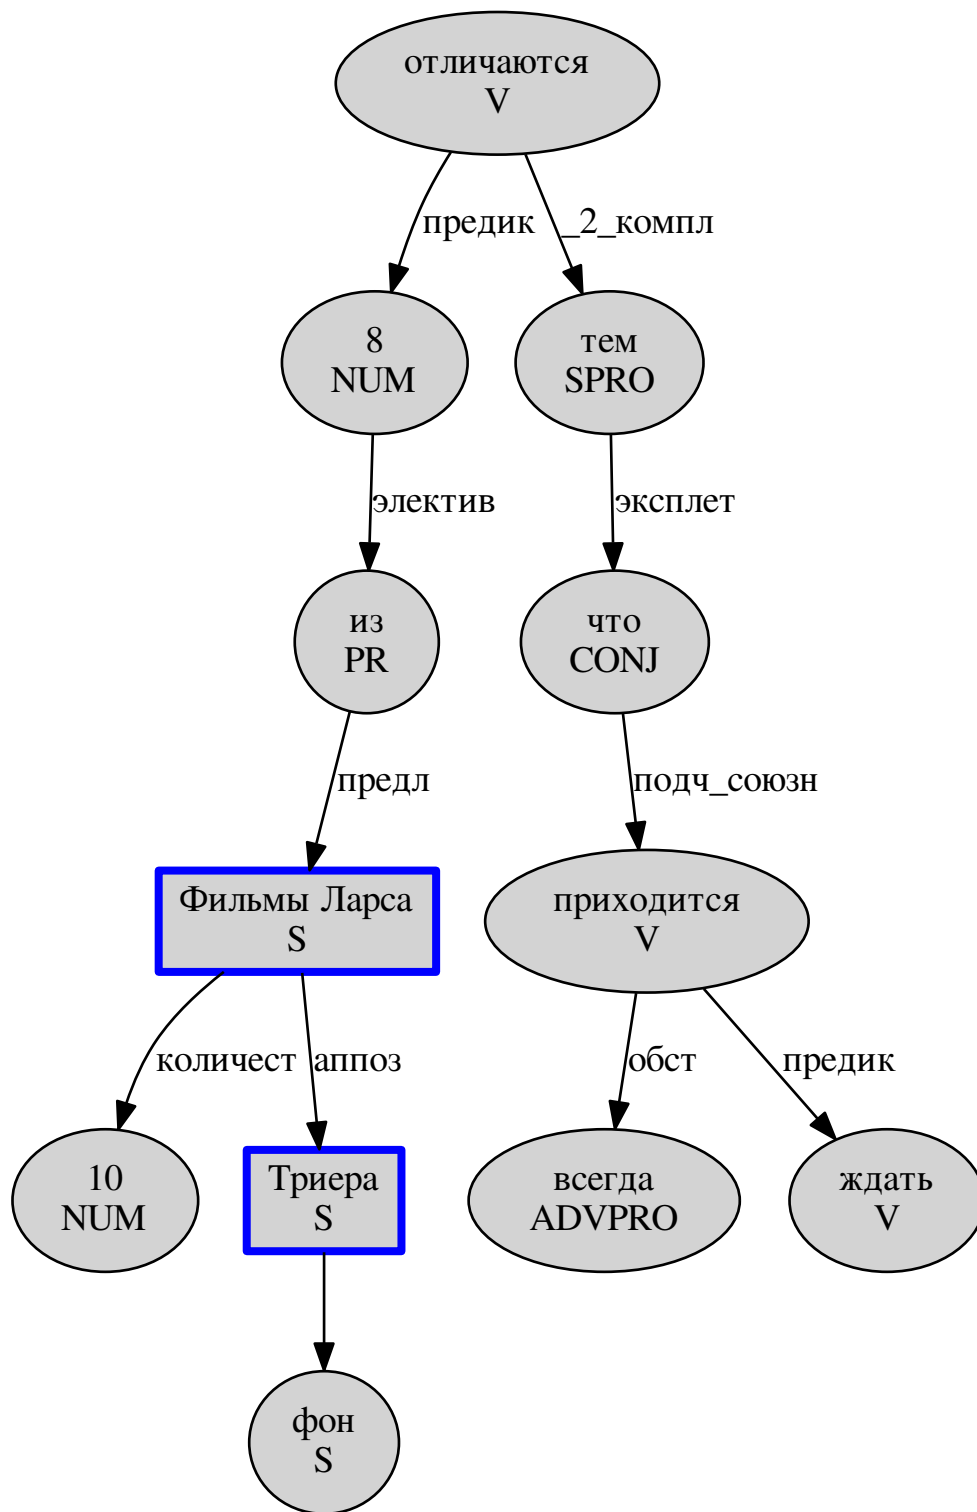 отличаются
V
предик
_2_компл
8
NUM
тем
SPRO
электив
эксплет
из
PR
что
CONJ
предл
подч_союзн
Фильмы Ларса
S
приходится
V
количест
аппоз
обст
предик
10
NUM
Триера
S
всегда
ADVPRO
ждать
V
фон
S